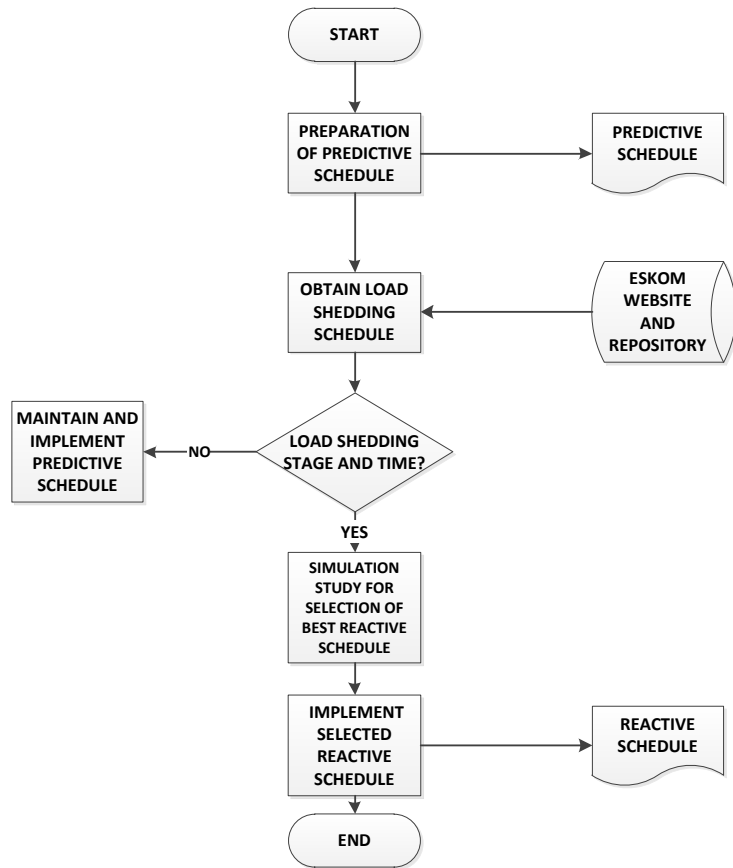 START
PREPARATION
OF PREDICTIVE
SCHEDULE
PREDICTIVE
SCHEDULE
OBTAIN LOAD
SHEDDING
SCHEDULE
ESKOM
WEBSITE
AND
REPOSITORY
LOAD SHEDDING
STAGE AND TIME?
NO
MAINTAIN AND
IMPLEMENT
PREDICTIVE
SCHEDULE
YES
SIMULATION
STUDY FOR
SELECTION OF
BEST REACTIVE
SCHEDULE
IMPLEMENT
SELECTED
REACTIVE
SCHEDULE
REACTIVE
SCHEDULE
END